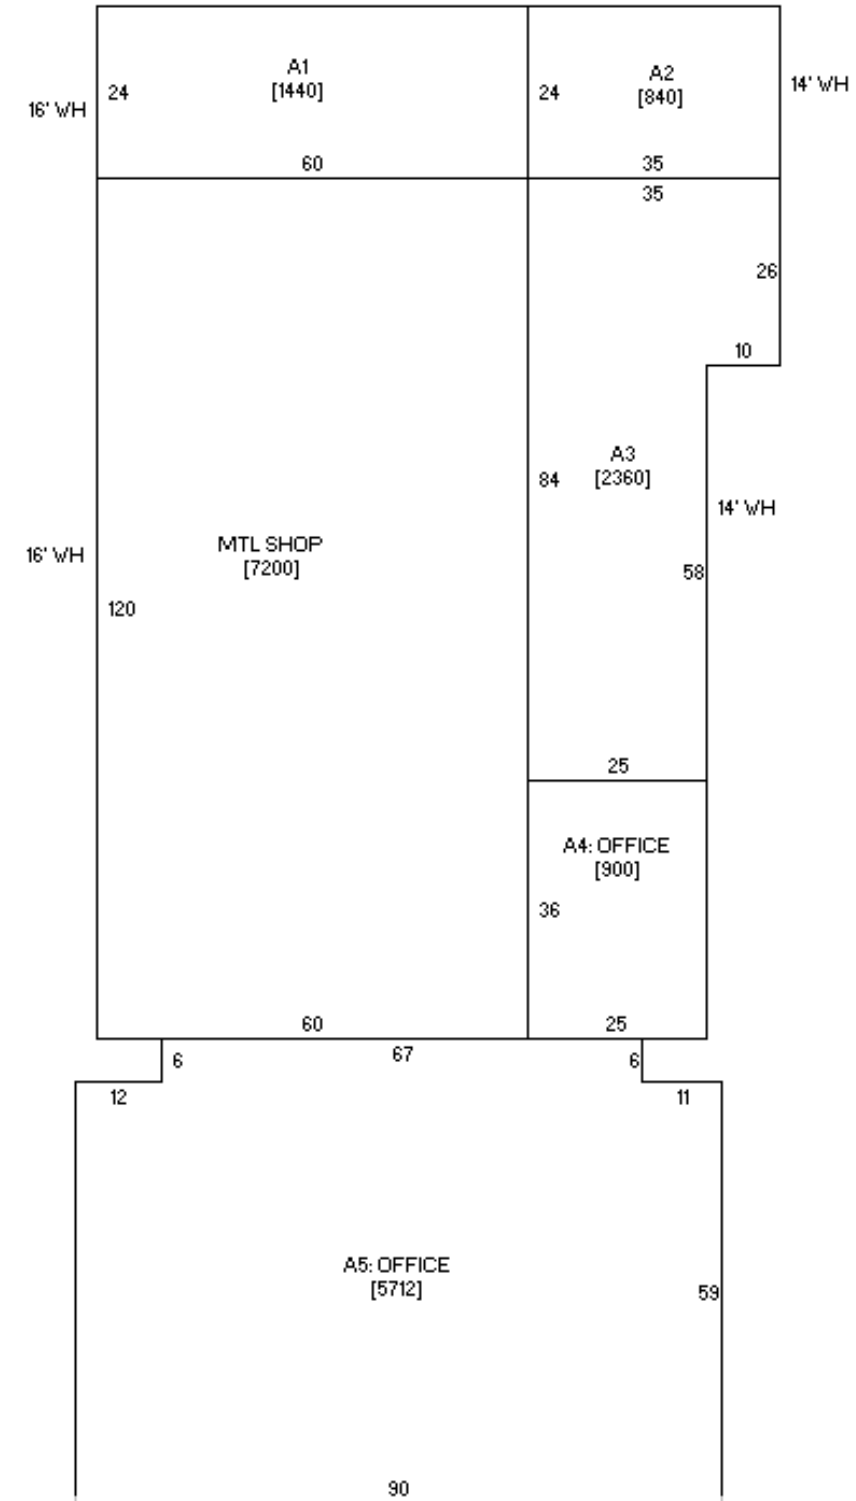 A1
[1440]
24
16' WH
60
A2
[840]
24
14' WH
35
35
26
10
A3
[2360]
84
14' WH
58
MTL SHOP
[7200]
16' WH
120
25
A4: OFFICE
[900]
36
60
25
67
6
6
12
11
A5: OFFICE
[5712]
59
90